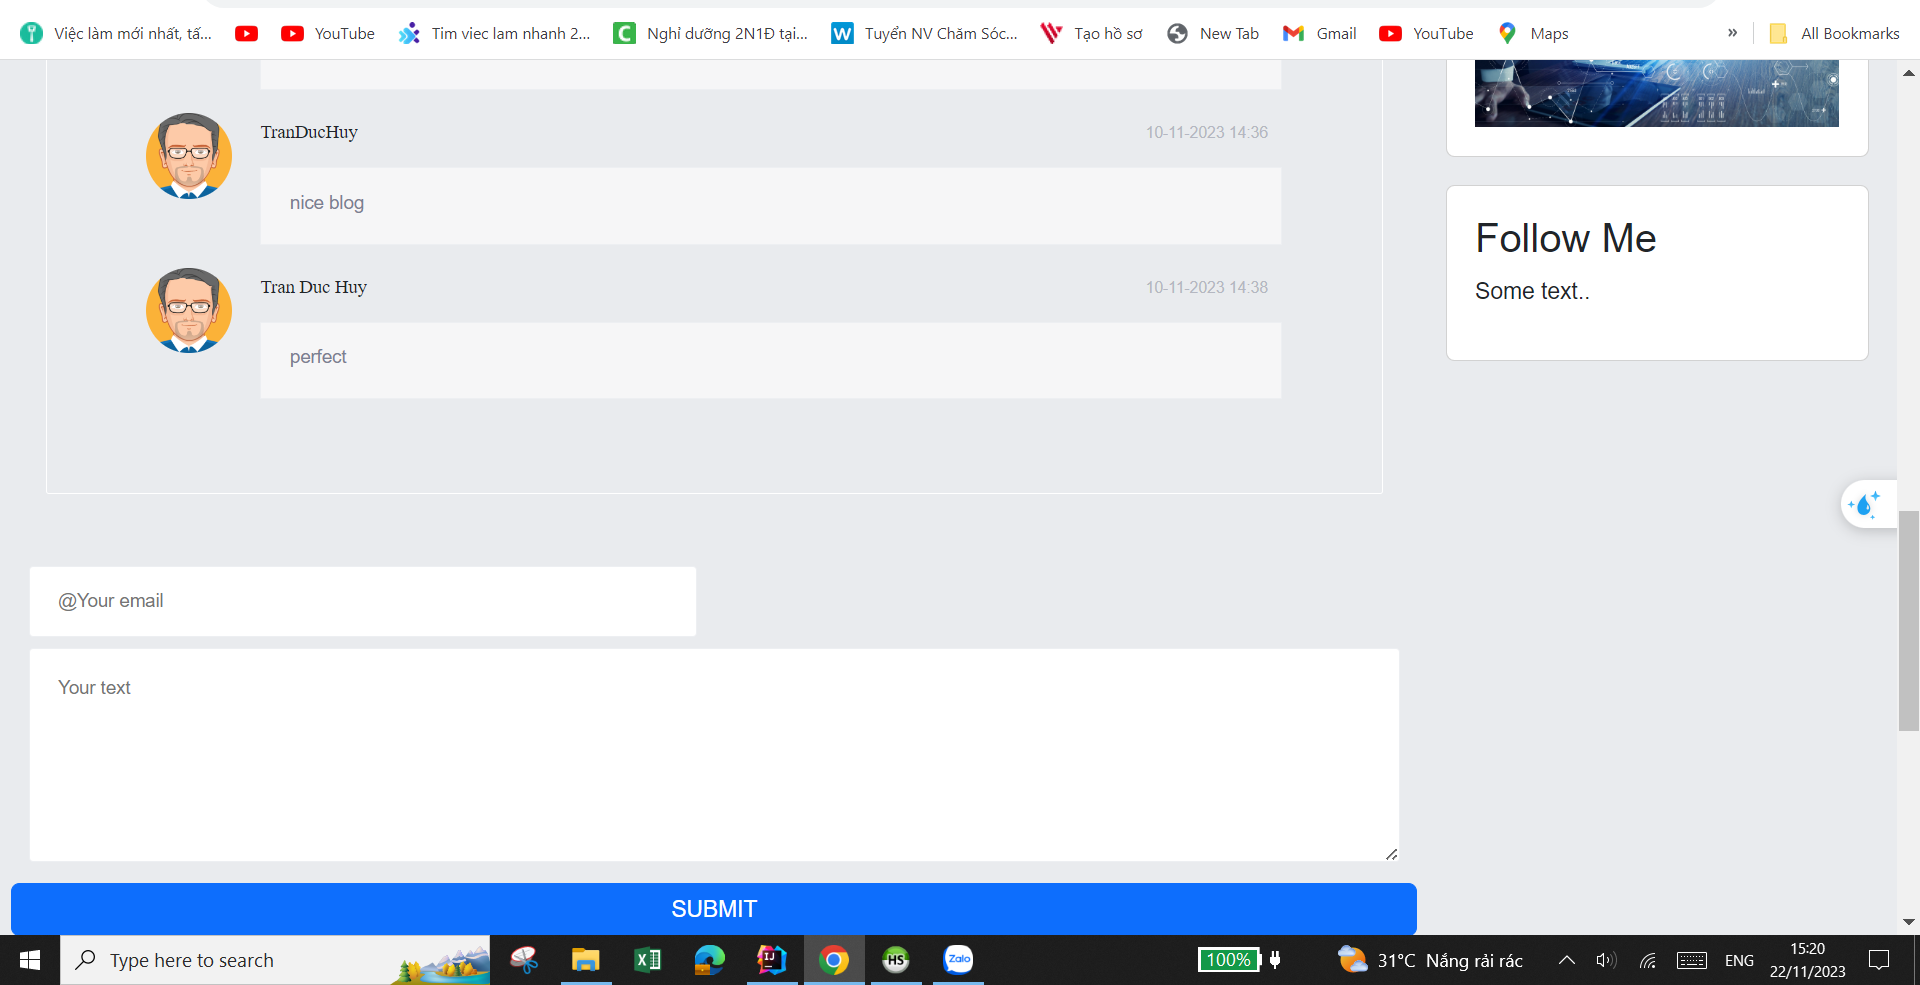 Việc làm mới nhất, tấ...
YouTube
Tim viec lam nhanh 2...
C
Nghỉ dưỡng 2N1Đ tại...
W
Tuyển NV Chăm Sóc...
Tạo hồ sơ
New Tab
Gmail
YouTube
Maps
»
All Bookmarks
TranDucHuy
10-11-2023 14:36
nice blog
Tran Duc Huy
10-11-2023 14:38
perfect
Follow Me
Some text..
@Your email
Your text
SUBMIT
Type here to search
IJ
HS
Zalo
100%
31°C Nắng rải rác
ENG
15:20
22/11/2023